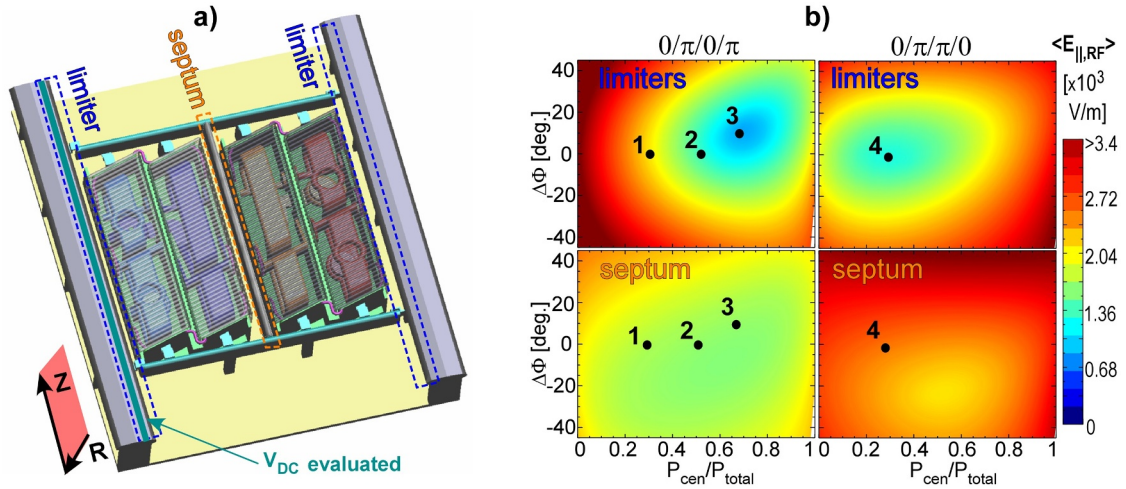 a)
limiter
septum
limiter
Z
R
V_DC evaluated
b)
0/π/0/π
0/π/π/0
<E_||,RF>
[x10³
V/m]
limiters
limiters
ΔΦ [deg.]
40
20
0
-20
-40
1
2
3
4
septum
septum
ΔΦ [deg.]
40
20
0
-20
-40
1
2
3
4
0 0.2 0.4 0.6 0.8 1
0 0.2 0.4 0.6 0.8 1
P_cen/P_total
P_cen/P_total
>3.4
2.72
2.04
1.36
0.68
0